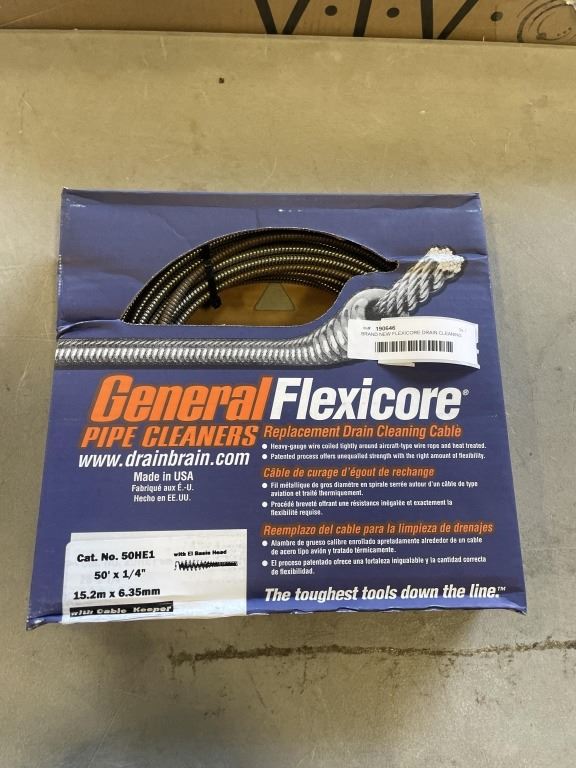 190646
BRAND NEW FLEXICORE DRAIN CLEANING
General
PIPE CLEANERS
www.drainbrain.com
Made in USA
Fabriqué aux É.-U.
Hecho en EE.UU.
Flexicore®
Replacement Drain Cleaning Cable
• Heavy-gauge wire coiled tightly around aircraft-type wire rope and heat treated.
• Patented process offers unequalled strength with the right amount of flexibility.
Câble de curage d'égout de rechange
• Fil métallique de gros diamètre en spirale serrée autour d'un câble de type
aviation et traité thermiquement.
• Procédé breveté offrant une résistance inégalée et exactement la
flexibilité requise.
Reemplazo del cable para la limpieza de drenajes
• Alambre de grueso calibre enrollado apretadamente alrededor de un cable
de acero tipo avión y tratado térmicamente.
• El proceso patentado ofrece una fortaleza inigualable y la cantidad correcta
de flexibilidad.
The toughest tools down the line.™
Cat. No. 50HE1
with El Basin Head
50' x 1/4"
15.2m x 6.35mm
with Cable Keeper